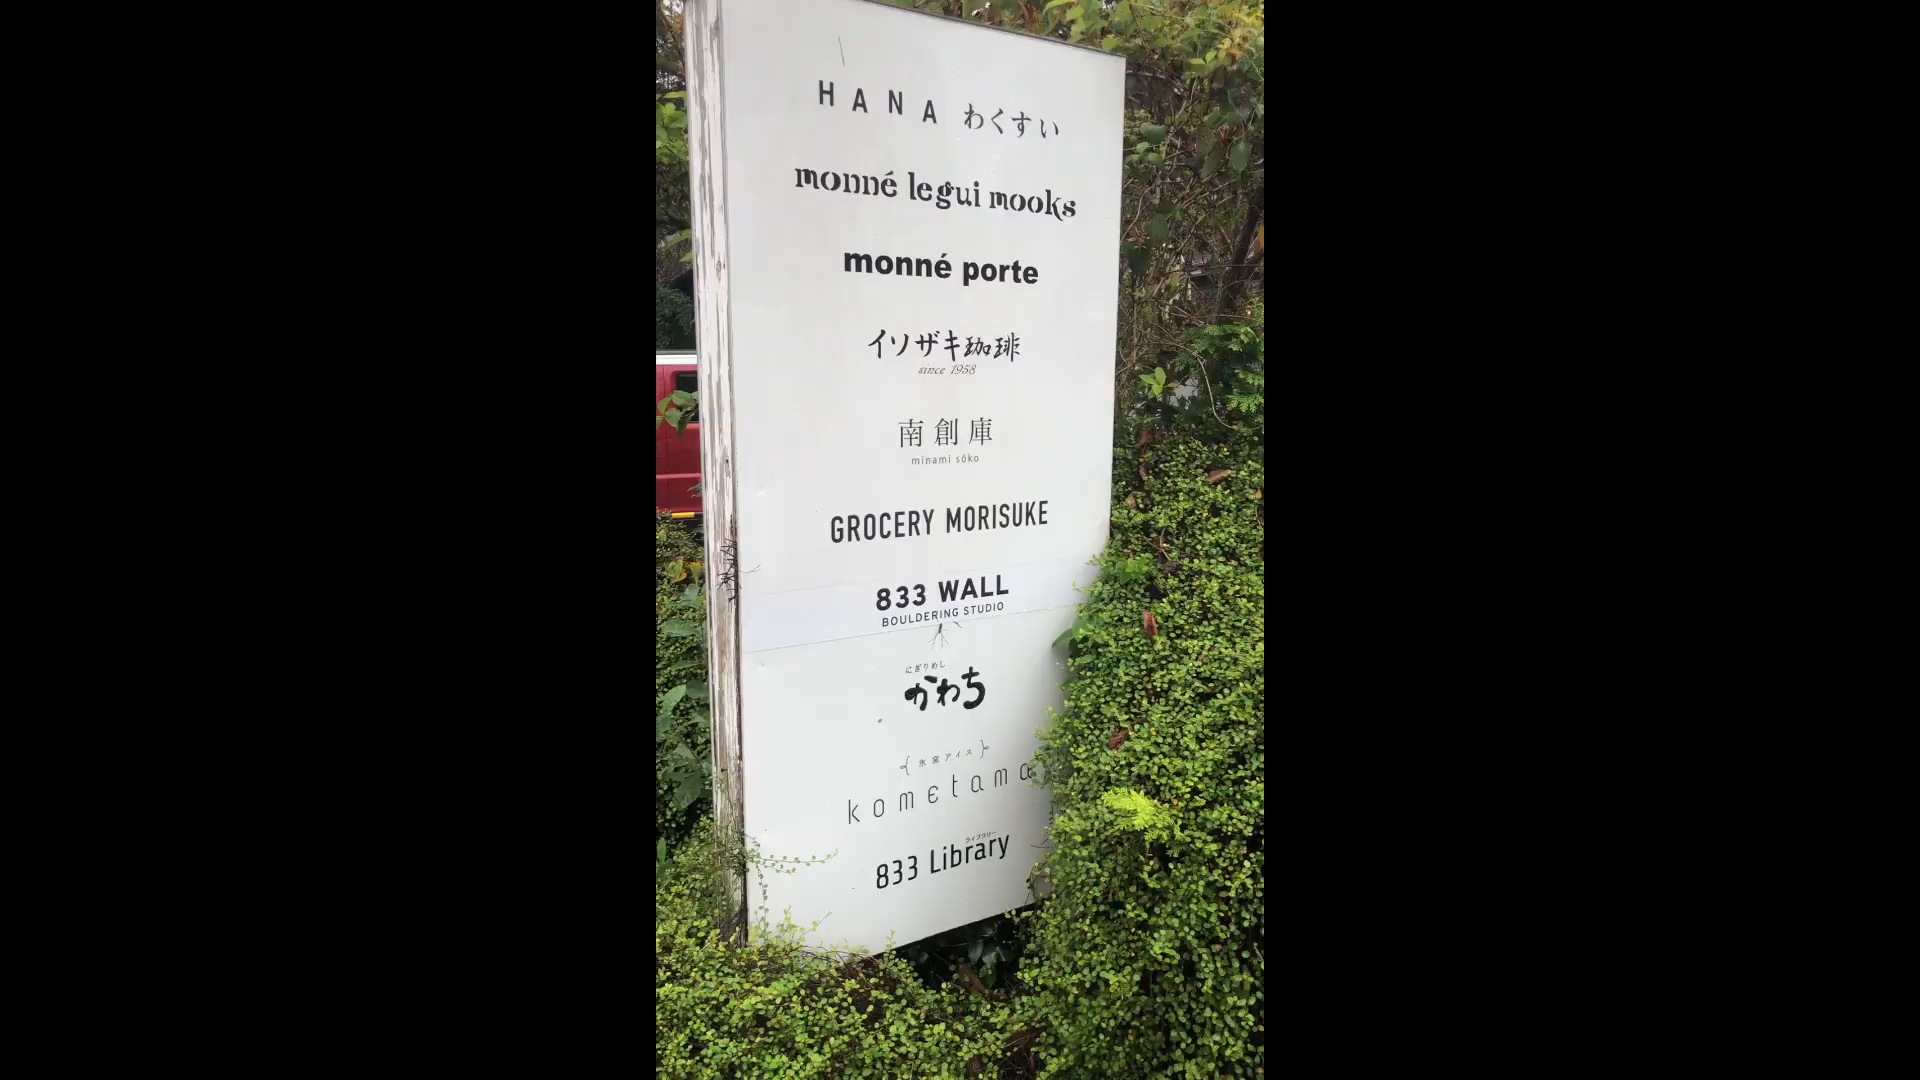 HANA わくすい
monné legui mooks
monné porte
イソザキ珈琲
since 1958
南創庫
minami sōko
GROCERY MORISUKE
833 WALL
BOULDERING STUDIO
にぎりめし
かわち
氷窯アイス
kometama
ライブラリー
833 Library